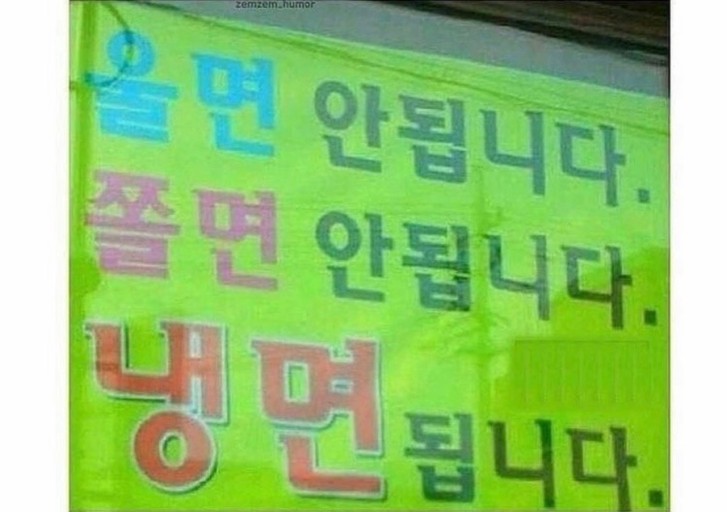 zemzem_humor
울면 안됩니다.
쫄면 안됩니다.
냉면 됩니다.